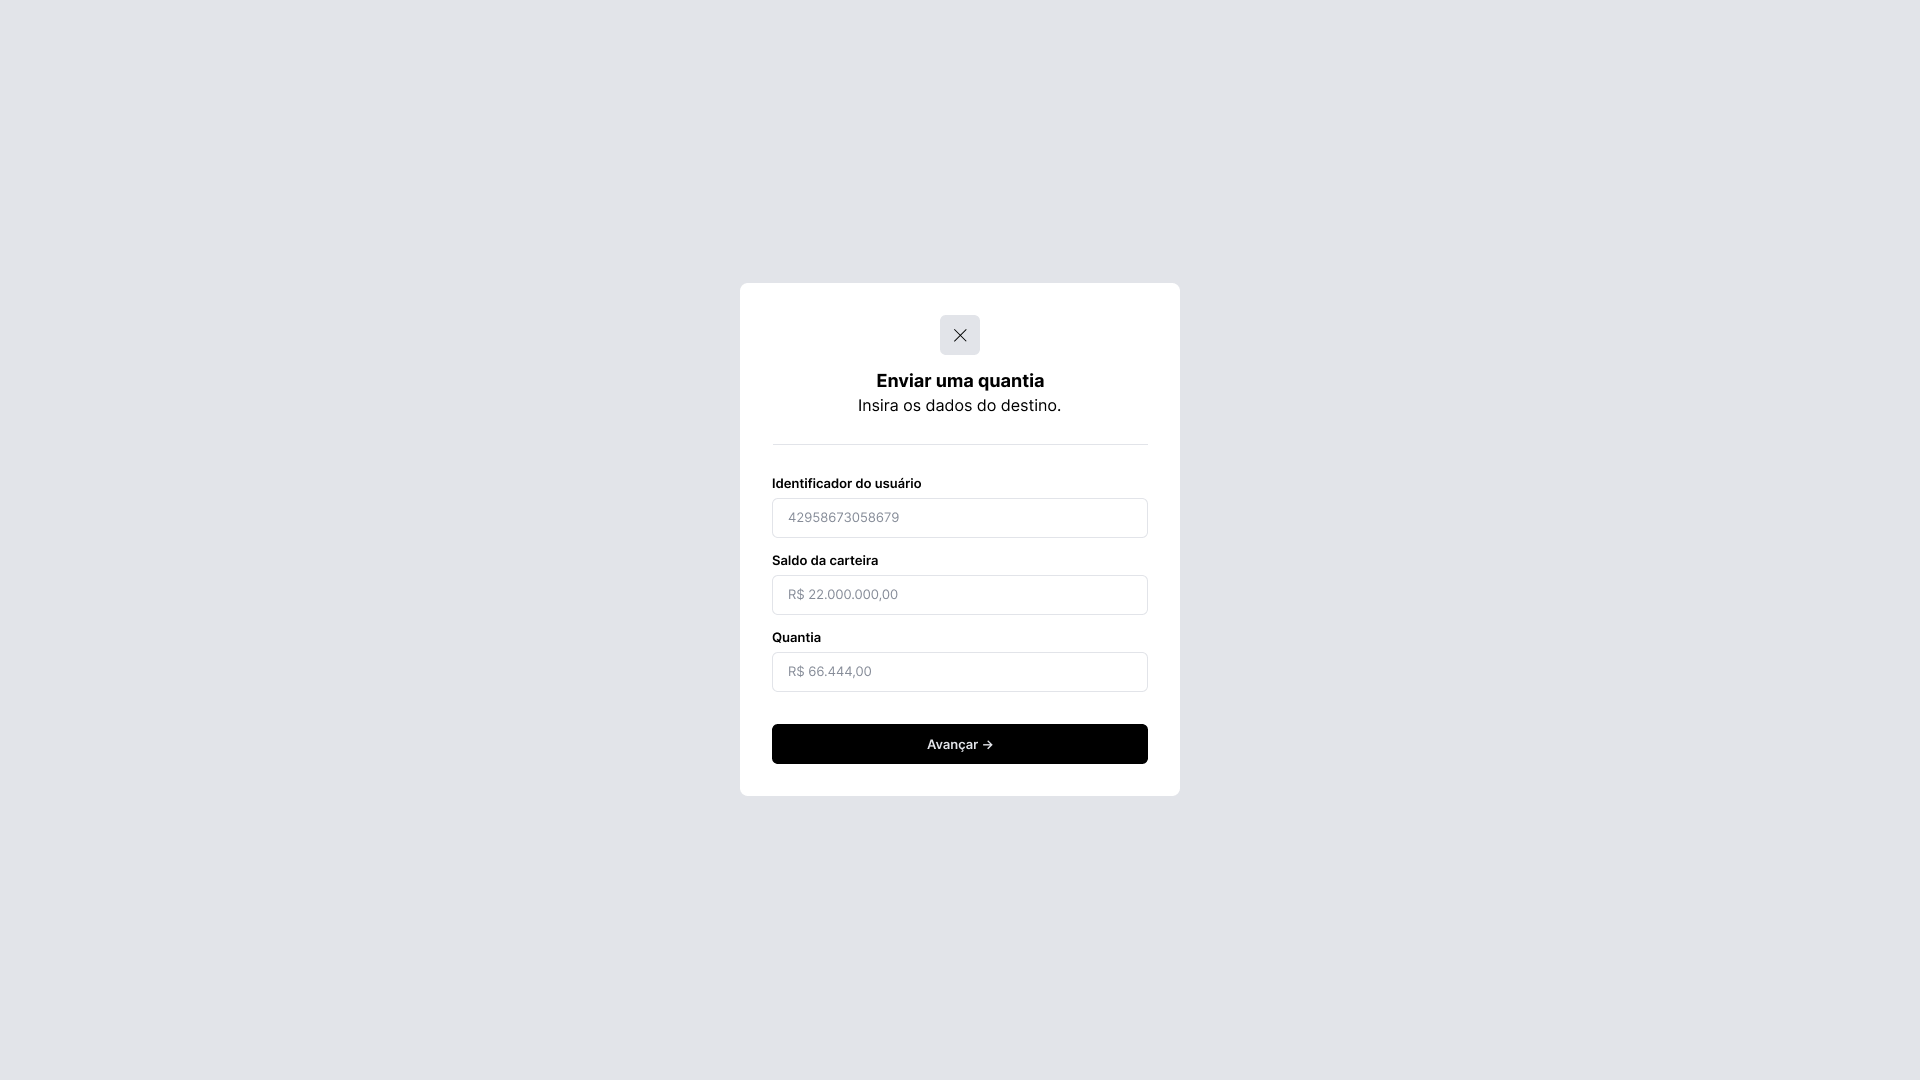 Enviar uma quantia
Insira os dados do destino.
Identificador do usuário
42958673058679
Saldo da carteira
R$ 22.000.000,00
Quantia
R$ 66.444,00
Avançar →